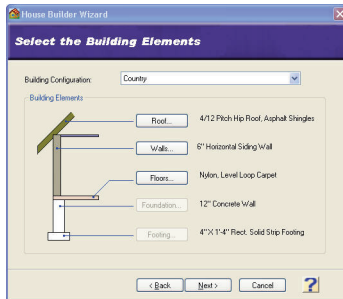 House Builder Wizard
Select the Building Elements
Building Configuration: Country
Building Elements
Roof... 4/12 Pitch Hip Roof, Asphalt Shingles
Walls... 6" Horizontal Siding Wall
Floors... Nylon, Level Loop Carpet
Foundation... 12" Concrete Wall
Footing... 4"X 1'-4" Rect. Solid Strip Footing
< Back Next > Cancel ?